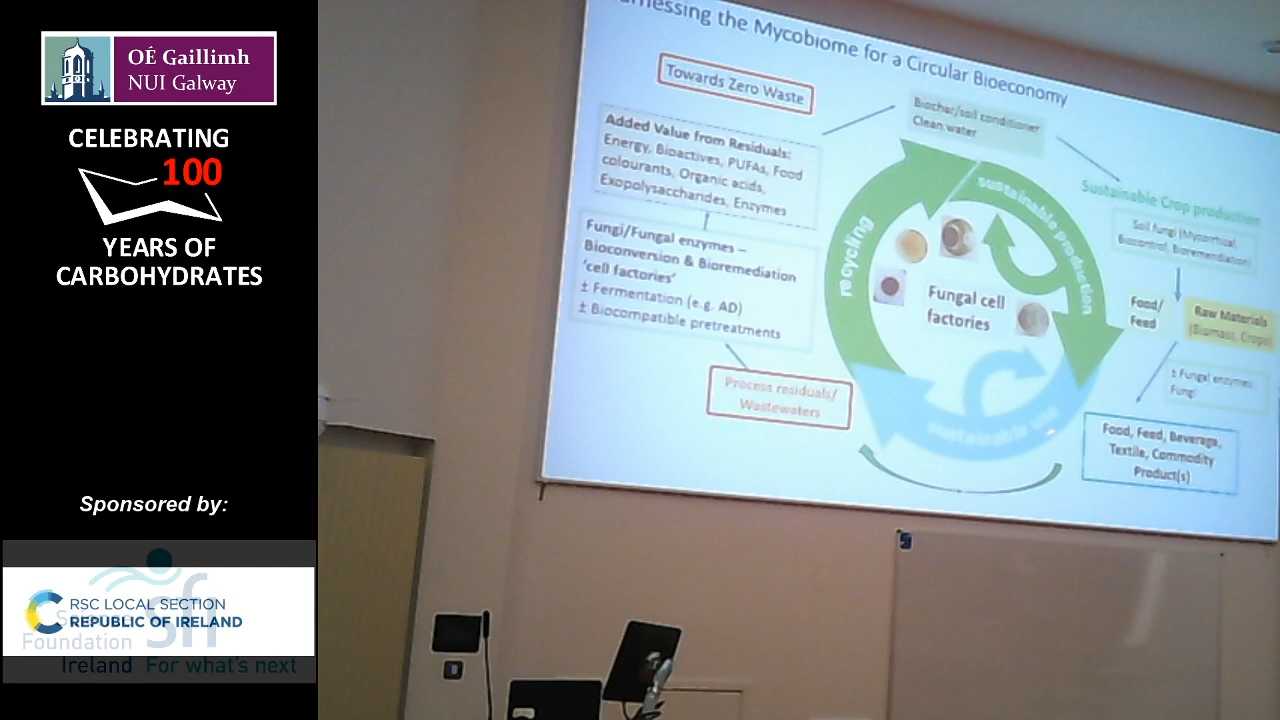 OÉ Gaillimh
NUI Galway
CELEBRATING
100
YEARS OF
CARBOHYDRATES
Sponsored by:
RSC LOCAL SECTION
REPUBLIC OF IRELAND
Foundation
sfi
Ireland For what's next
the Mycobiome for a Circular Bioeconomy
Towards Zero Waste
Added Value from Residuals:
Energy, Bioactives, PUFAs, Food
colourants, Organic acids,
Exopolysaccharides, Enzymes
Fungi/Fungal enzymes –
Bioconversion & Bioremediation
'cell factories'
± Fermentation (e.g. AD)
± Biocompatible pretreatments
Process residuals/
Wastewaters
Biochar/soil conditioner
Clean water
recycling
sustainable production
sustainable use
Fungal cell
factories
Sustainable Crop production
Soil fungi (Mycorrhizal,
Biocontrol, Bioremediation)
Food/
Feed
Raw Materials
(Biomass, Crops)
± Fungal enzymes,
Fungi
Food, Feed, Beverage,
Textile, Commodity
Product(s)